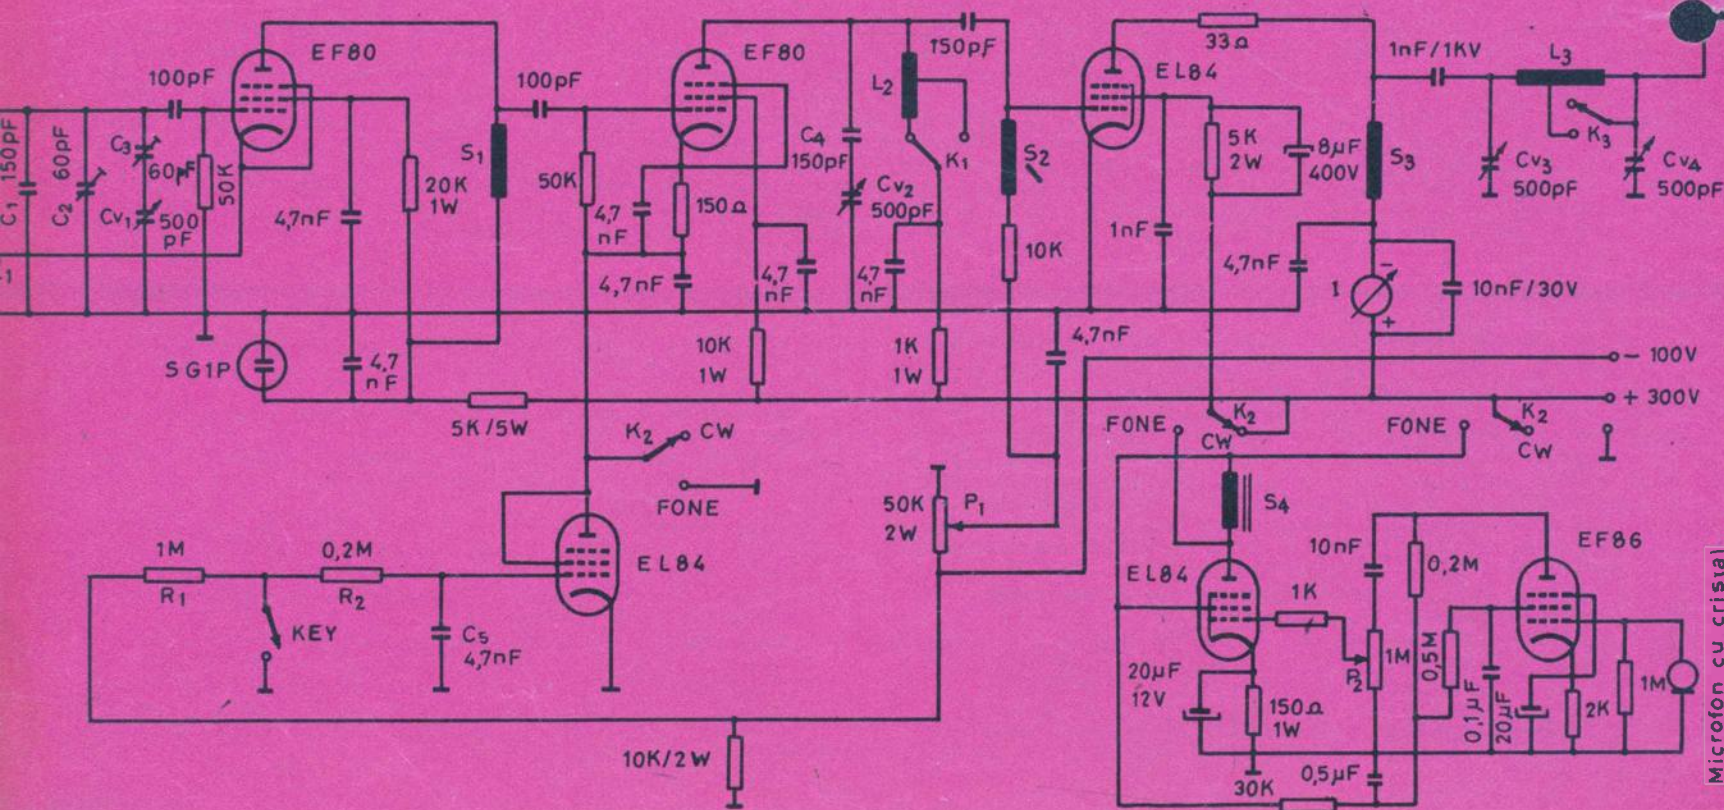 EF80
EF80
150pF
33Ω
1nF/1KV
L3
100pF
100pF
EL84
L2
K3
C1 150pF
C2 60pF
C3
60pF
CV1
500
pF
50K
4,7nF
20K
1W
S1
50K
4,7
nF
150Ω
4,7nF
C4
150pF
CV2
500pF
K1
S2
10K
5K
2W
8µF
400V
S3
CV3
500pF
CV4
500pF
1nF
4,7nF
4,7
nF
4,7
nF
I
-
+
10nF/30V
-1
SG1P
4,7
nF
10K
1W
1K
1W
4,7nF
- 100V
+ 300V
5K/5W
K2
CW
FONE
FONE
K2
CW
FONE
K2
CW
50K
2W
P1
S4
1M
R1
0,2M
R2
EL84
KEY
C5
4,7nF
10K/2W
EL84
10nF
0,2M
EF86
1K
1M
P2
0,5M
0,1µF
20µF
2K
1M
20µF
12V
150Ω
1W
30K
0,5µF
Microfon cu cristal